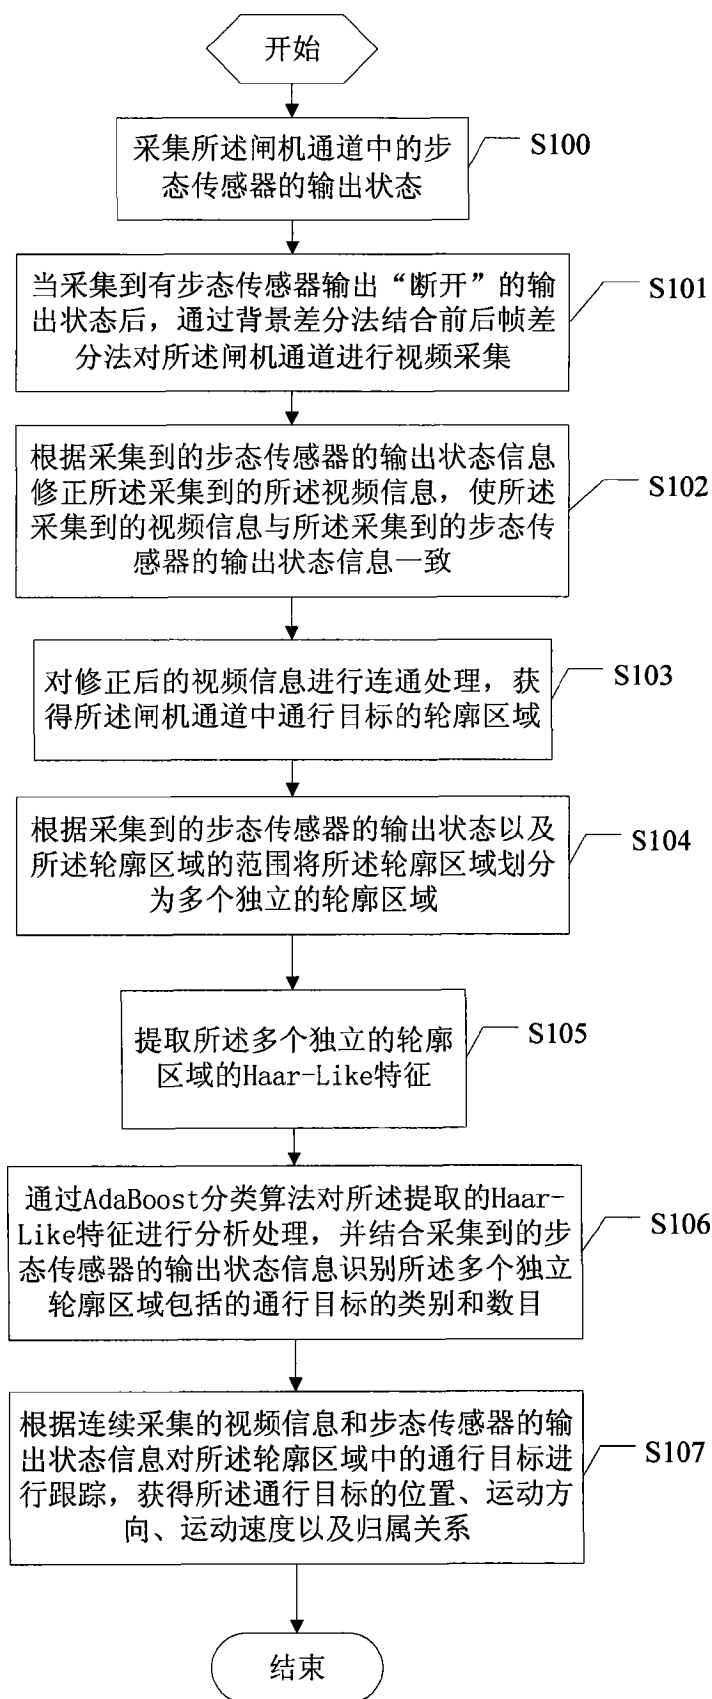 开始
采集所述闸机通道中的步
态传感器的输出状态
S100
当采集到有步态传感器输出“断开”的输
出状态后，通过背景差分法结合前后帧差
分法对所述闸机通道进行视频采集
S101
根据采集到的步态传感器的输出状态信息
修正所述采集到的所述视频信息，使所述
采集到的视频信息与所述采集到的步态传
感器的输出状态信息一致
S102
对修正后的视频信息进行连通处理，获
得所述闸机通道中通行目标的轮廓区域
S103
根据采集到的步态传感器的输出状态以及
所述轮廓区域的范围将所述轮廓区域划分
为多个独立的轮廓区域
S104
提取所述多个独立的轮廓
区域的Haar-Like特征
S105
通过AdaBoost分类算法对所述提取的Haar-
Like特征进行分析处理，并结合采集到的步
态传感器的输出状态信息识别所述多个独立
轮廓区域包括的通行目标的类别和数目
S106
根据连续采集的视频信息和步态传感器的输
出状态信息对所述轮廓区域中的通行目标进
行跟踪，获得所述通行目标的位置、运动方
向、运动速度以及归属关系
S107
结束